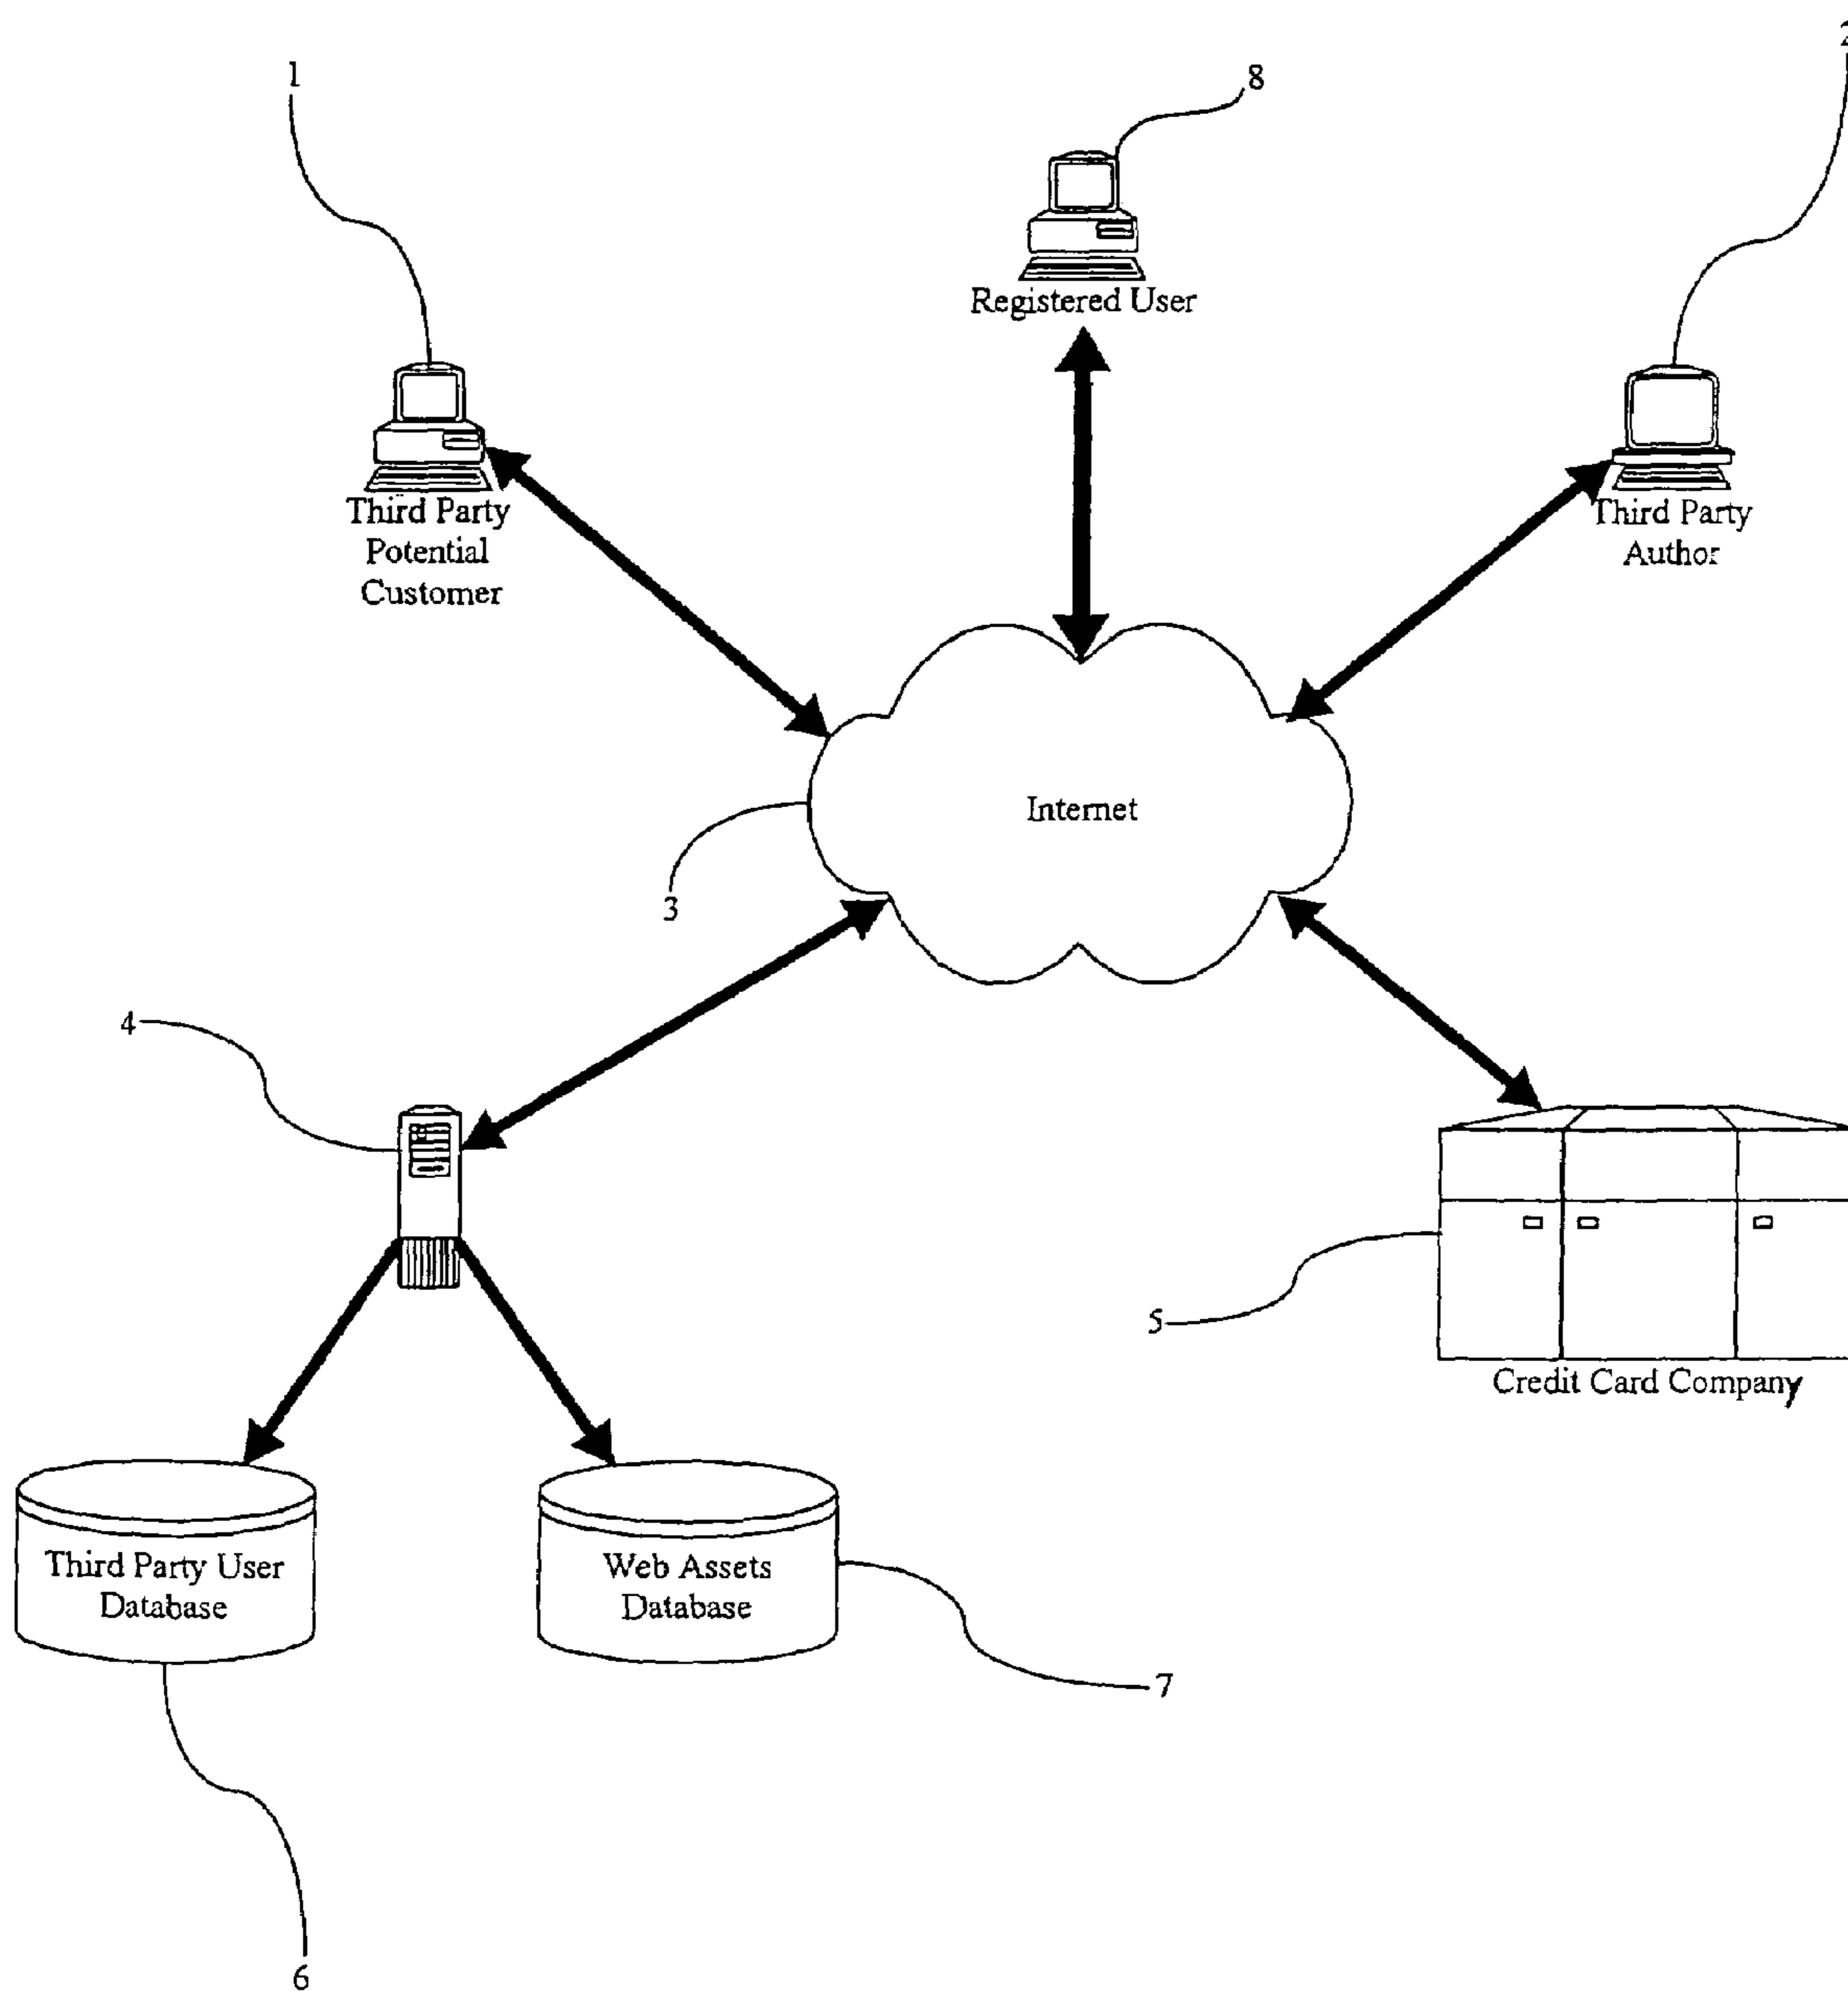 1
8
2
Registered User
Third Party
Potential
Customer
Third Party
Author
Internet
3
4
5
Credit Card Company
Third Party User
Database
Web Assets
Database
7
6